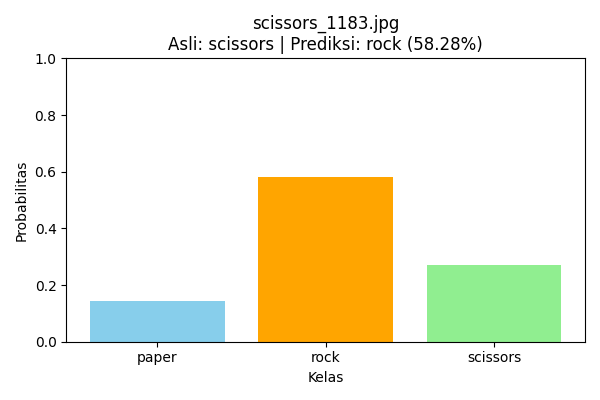 scissors_1183.jpg
Asli: scissors | Prediksi: rock (58.28%)
1.0
0.8
0.6
0.4
0.2
0.0
Probabilitas
paper rock scissors
Kelas